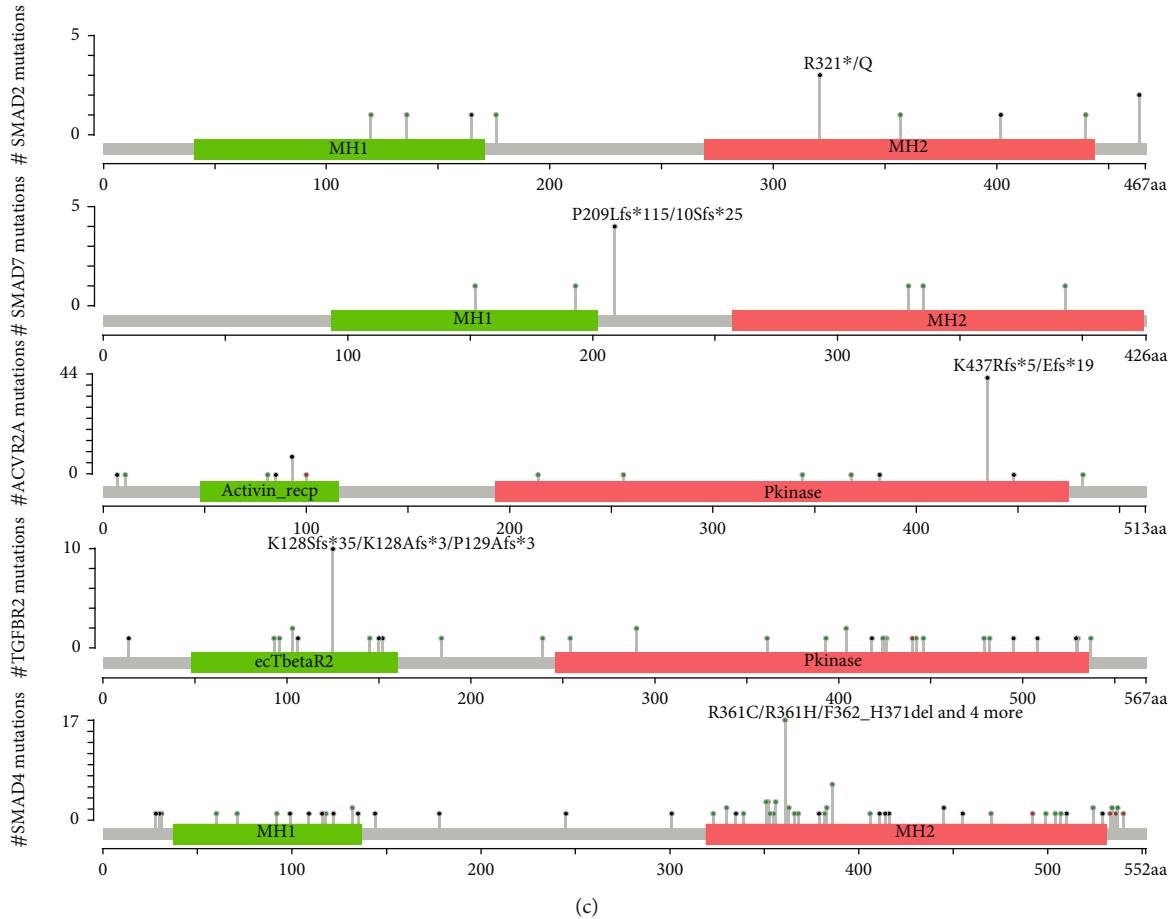 # SMAD2 mutations
5
0
R321*/Q
MH1
MH2
0 100 200 300 400 467aa
# SMAD7 mutations
5
0
P209Lfs*115/10Sfs*25
MH1
MH2
0 100 200 300 426aa
#ACVR2A mutations
44
0
K437Rfs*5/Efs*19
Activin_recp
Pkinase
0 100 200 300 400 513aa
#TGFBR2 mutations
10
0
K128Sfs*35/K128Afs*3/P129Afs*3
ecTbetaR2
Pkinase
0 100 200 300 400 500 567aa
#SMAD4 mutations
17
0
R361C/R361H/F362_H371del and 4 more
MH1
MH2
0 100 200 300 400 500 552aa
(c)